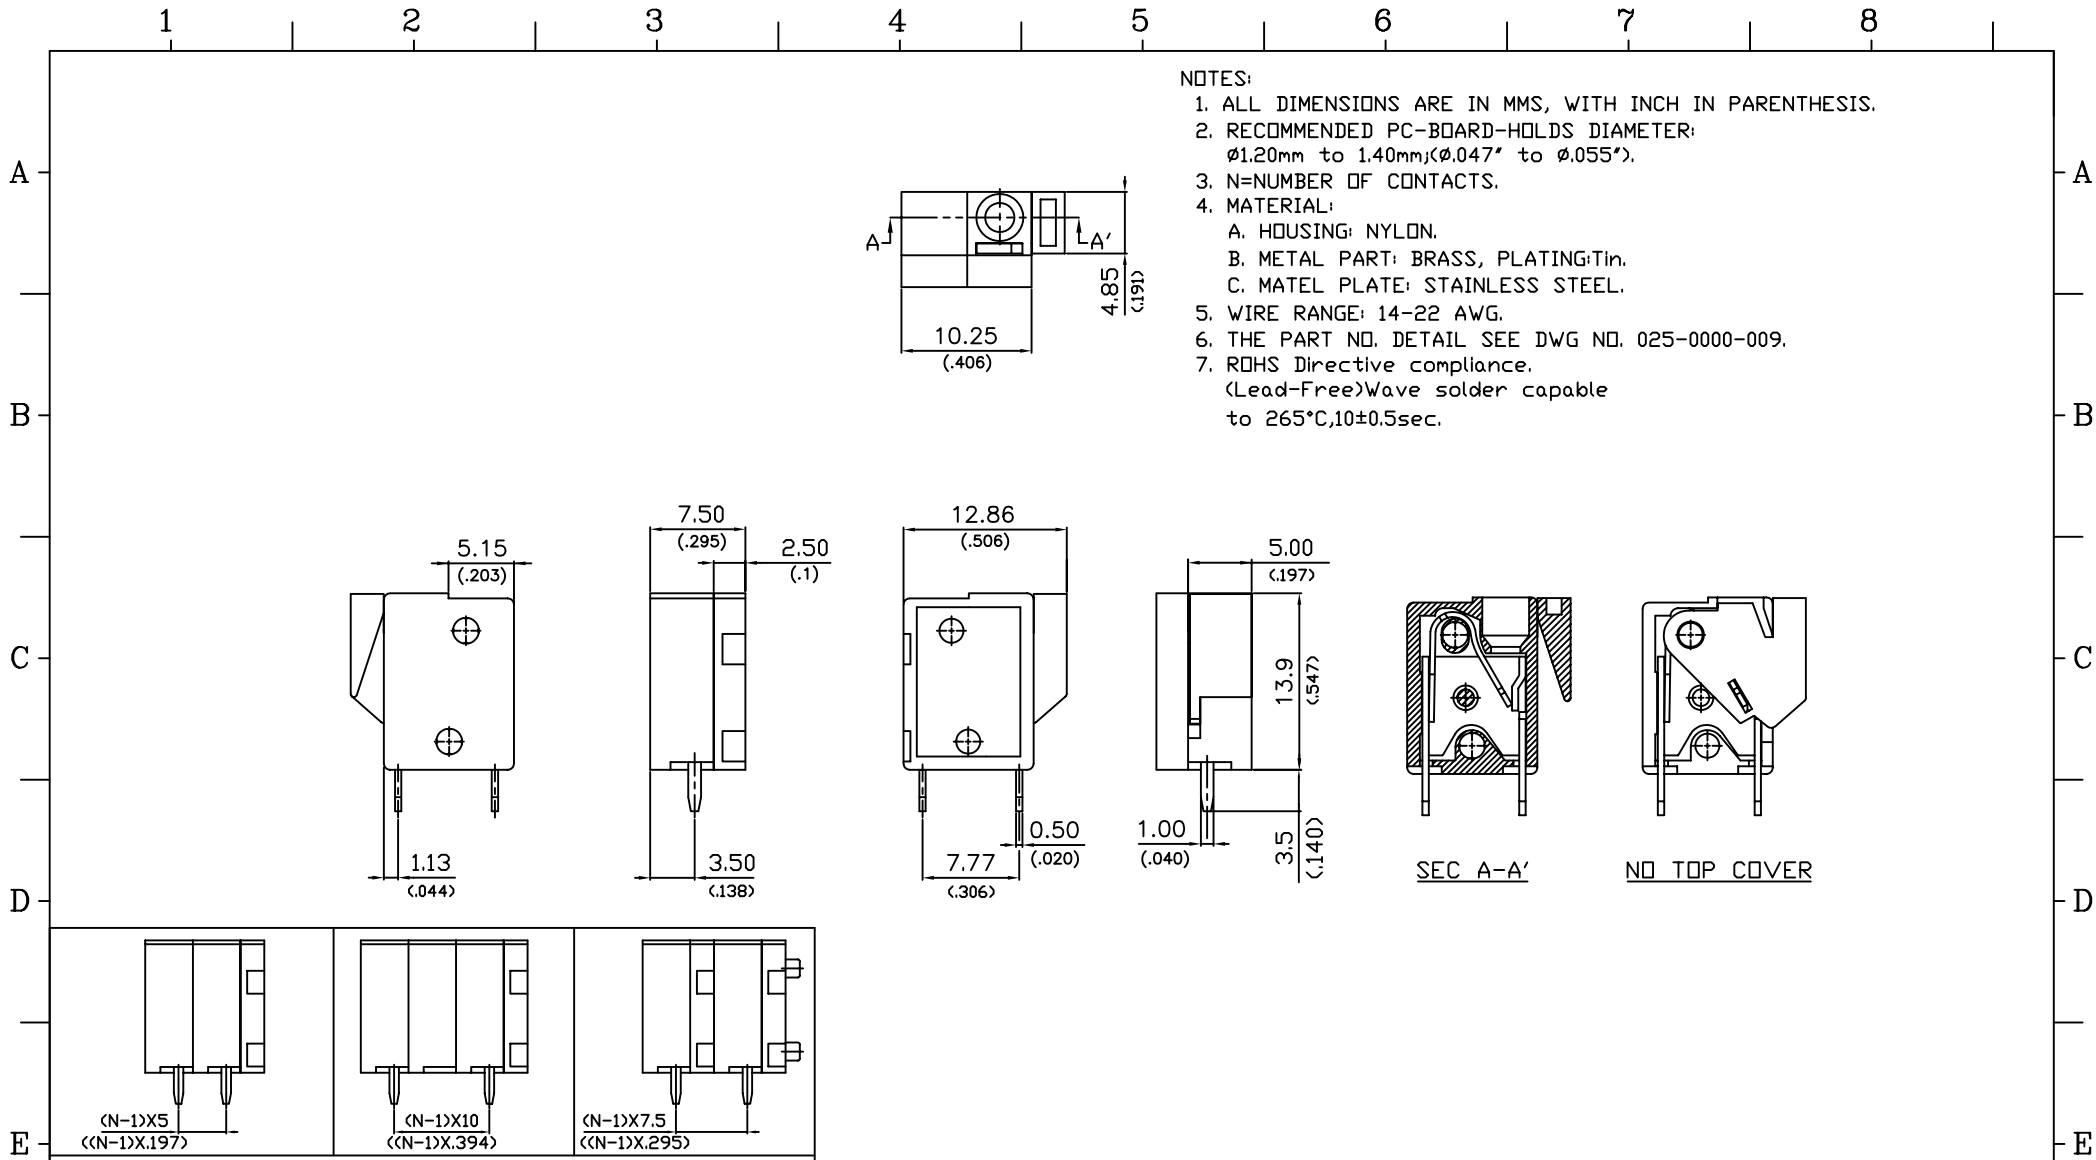 1 2 3 4 5 6 7 8
NOTES:
1. ALL DIMENSIONS ARE IN MMS, WITH INCH IN PARENTHESIS.
2. RECOMMENDED PC-BOARD-HOLDS DIAMETER:
Ø1.20mm to 1.40mm;(Ø.047" to Ø.055").
3. N=NUMBER OF CONTACTS.
4. MATERIAL:
A. HOUSING: NYLON.
B. METAL PART: BRASS, PLATING:Tin.
C. MATEL PLATE: STAINLESS STEEL.
5. WIRE RANGE: 14-22 AWG.
6. THE PART NO. DETAIL SEE DWG NO. 025-0000-009.
7. ROHS Directive compliance.
(Lead-Free)Wave solder capable
to 265°C,10±0.5sec.
A A
A A'
4.85
(.191)
10.25
(.406)
B B
5.15
(.203)
7.50
(.295)
2.50
(.1)
12.86
(.506)
5.00
(.197)
C C
13.9
(.547)
1.13
(.044)
3.50
(.138)
7.77
(.306)
0.50
(.020)
1.00
(.040)
3.5
(.140)
SEC A-A'
NO TOP COVER
D D
(N-1)X5
((N-1)X.197)
(N-1)X10
((N-1)X.394)
(N-1)X7.5
((N-1)X.295)
E E